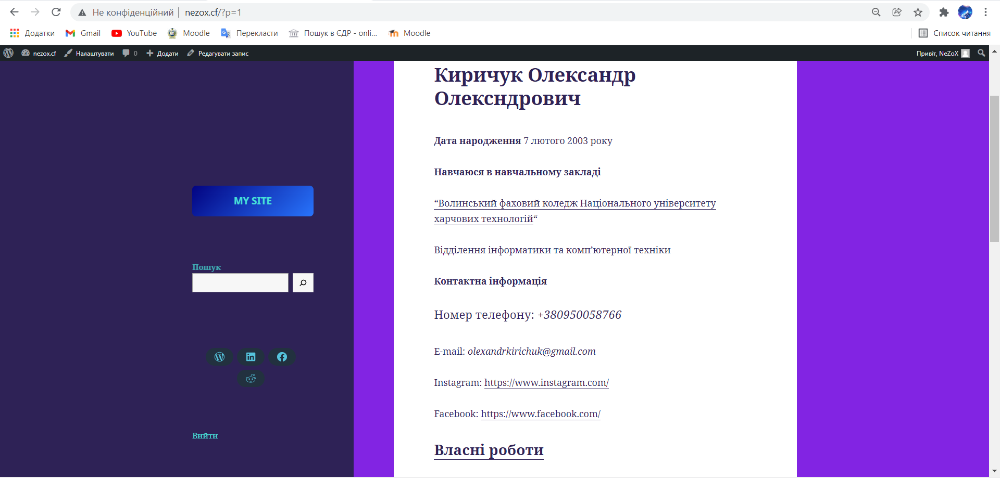 Не конфіденційний | nezox.cf/?p=1
Додатки Gmail YouTube Moodle Перекласти Пошук в ЄДР - onli... Moodle Список читання
nezox.cf Налаштувати 0 Додати Редагувати запис Привіт, NeZoX
MY SITE
Пошук
Вийти
Киричук Олександр
Олексндрович
Дата народження 7 лютого 2003 року
Навчаюся в навчальному закладі
“Волинський фаховий коледж Національного університету
харчових технологій“
Відділення інформатики та комп’ютерної техніки
Контактна інформація
Номер телефону: +380950058766
E-mail: olexandrkirichuk@gmail.com
Instagram: https://www.instagram.com/
Facebook: https://www.facebook.com/
Власні роботи